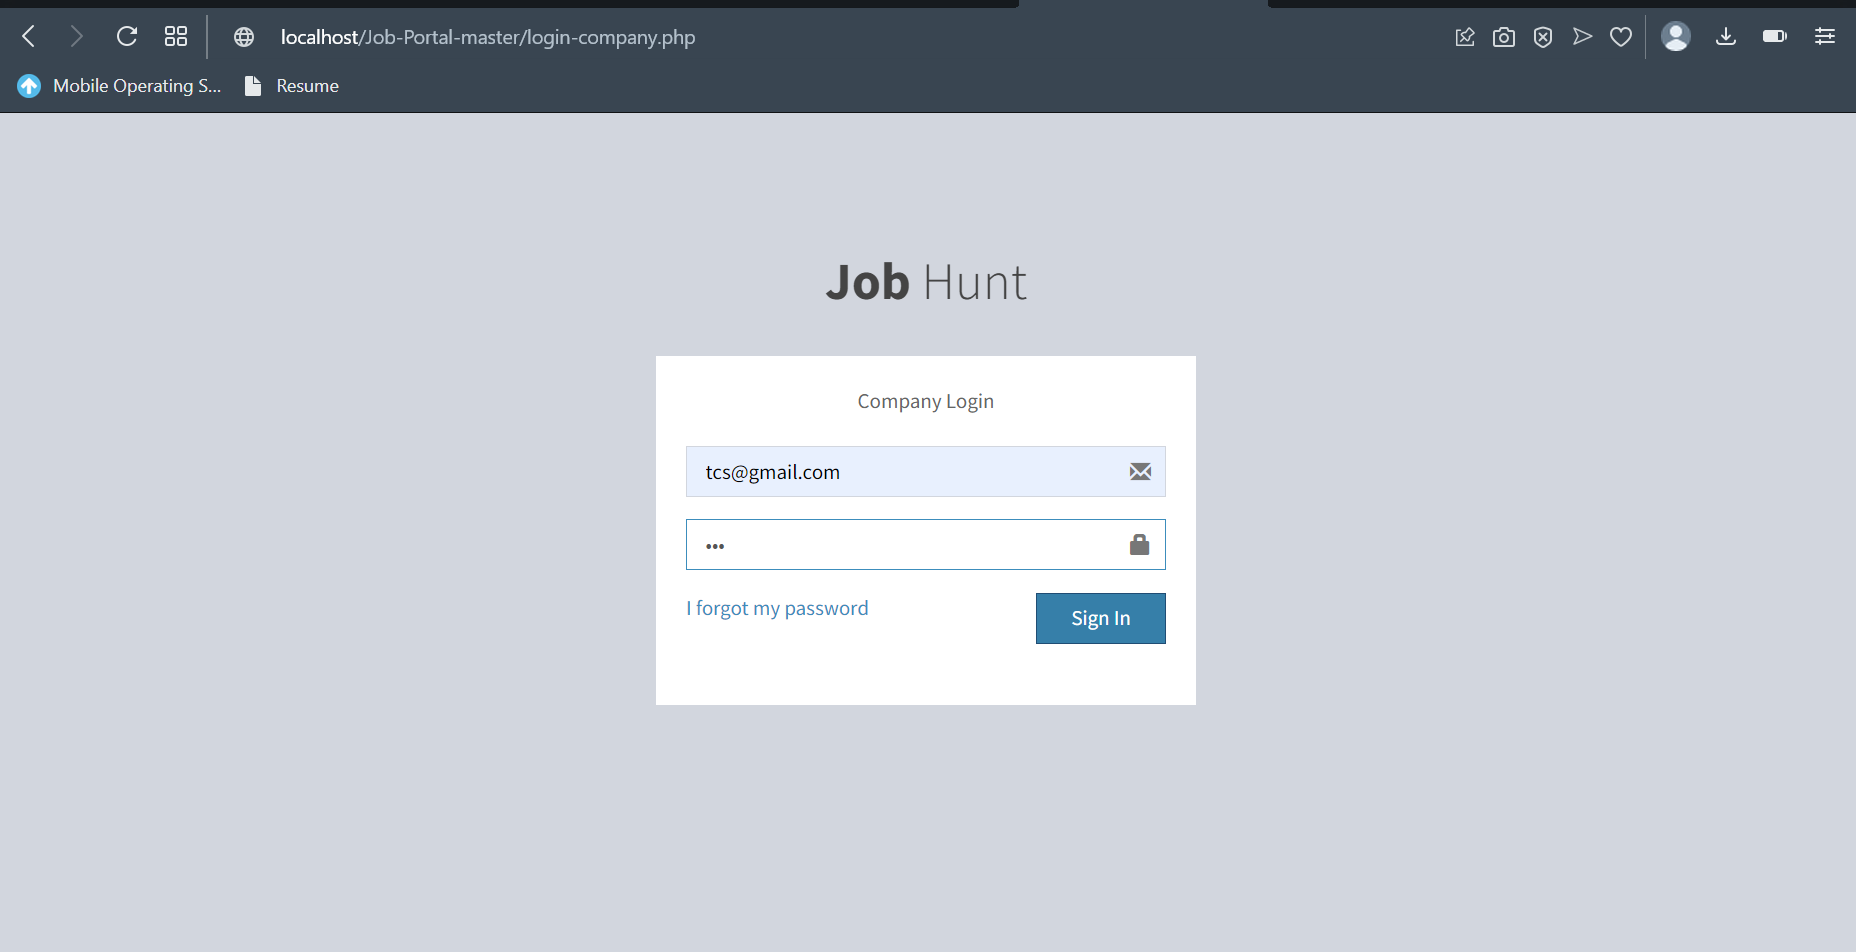 localhost/Job-Portal-master/login-company.php
Mobile Operating S... Resume
Job Hunt
Company Login
tcs@gmail.com
•••
I forgot my password Sign In